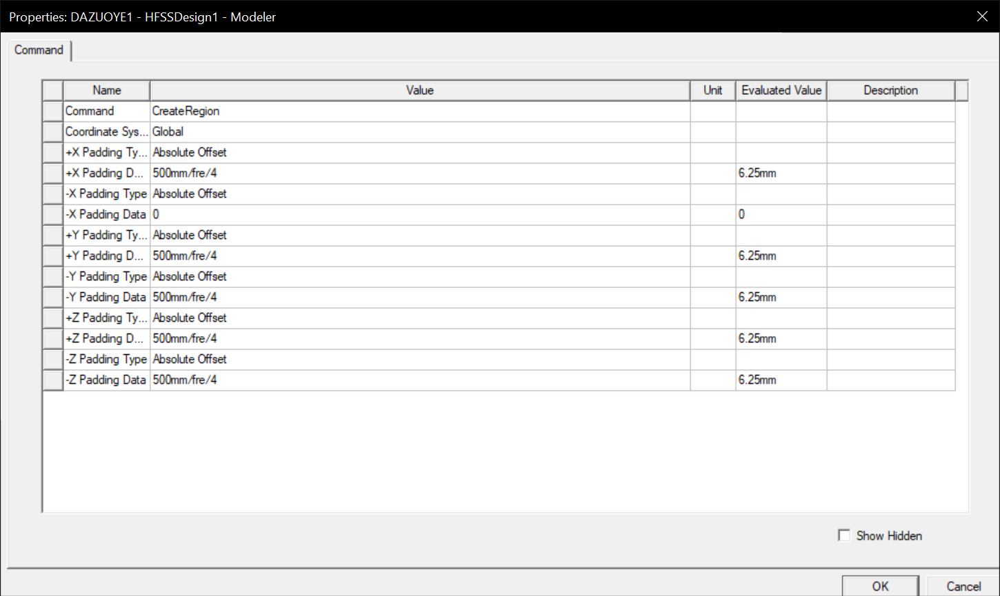 Properties: DAZUOYE1 - HFSSDesign1 - Modeler
Command
Name Value Unit Evaluated Value Description
Command CreateRegion
Coordinate Sys... Global
+X Padding Ty... Absolute Offset
+X Padding D... 500mm/fre/4 6.25mm
-X Padding Type Absolute Offset
-X Padding Data 0 0
+Y Padding Ty... Absolute Offset
+Y Padding D... 500mm/fre/4 6.25mm
-Y Padding Type Absolute Offset
-Y Padding Data 500mm/fre/4 6.25mm
+Z Padding Ty... Absolute Offset
+Z Padding D... 500mm/fre/4 6.25mm
-Z Padding Type Absolute Offset
-Z Padding Data 500mm/fre/4 6.25mm
Show Hidden
OK Cancel